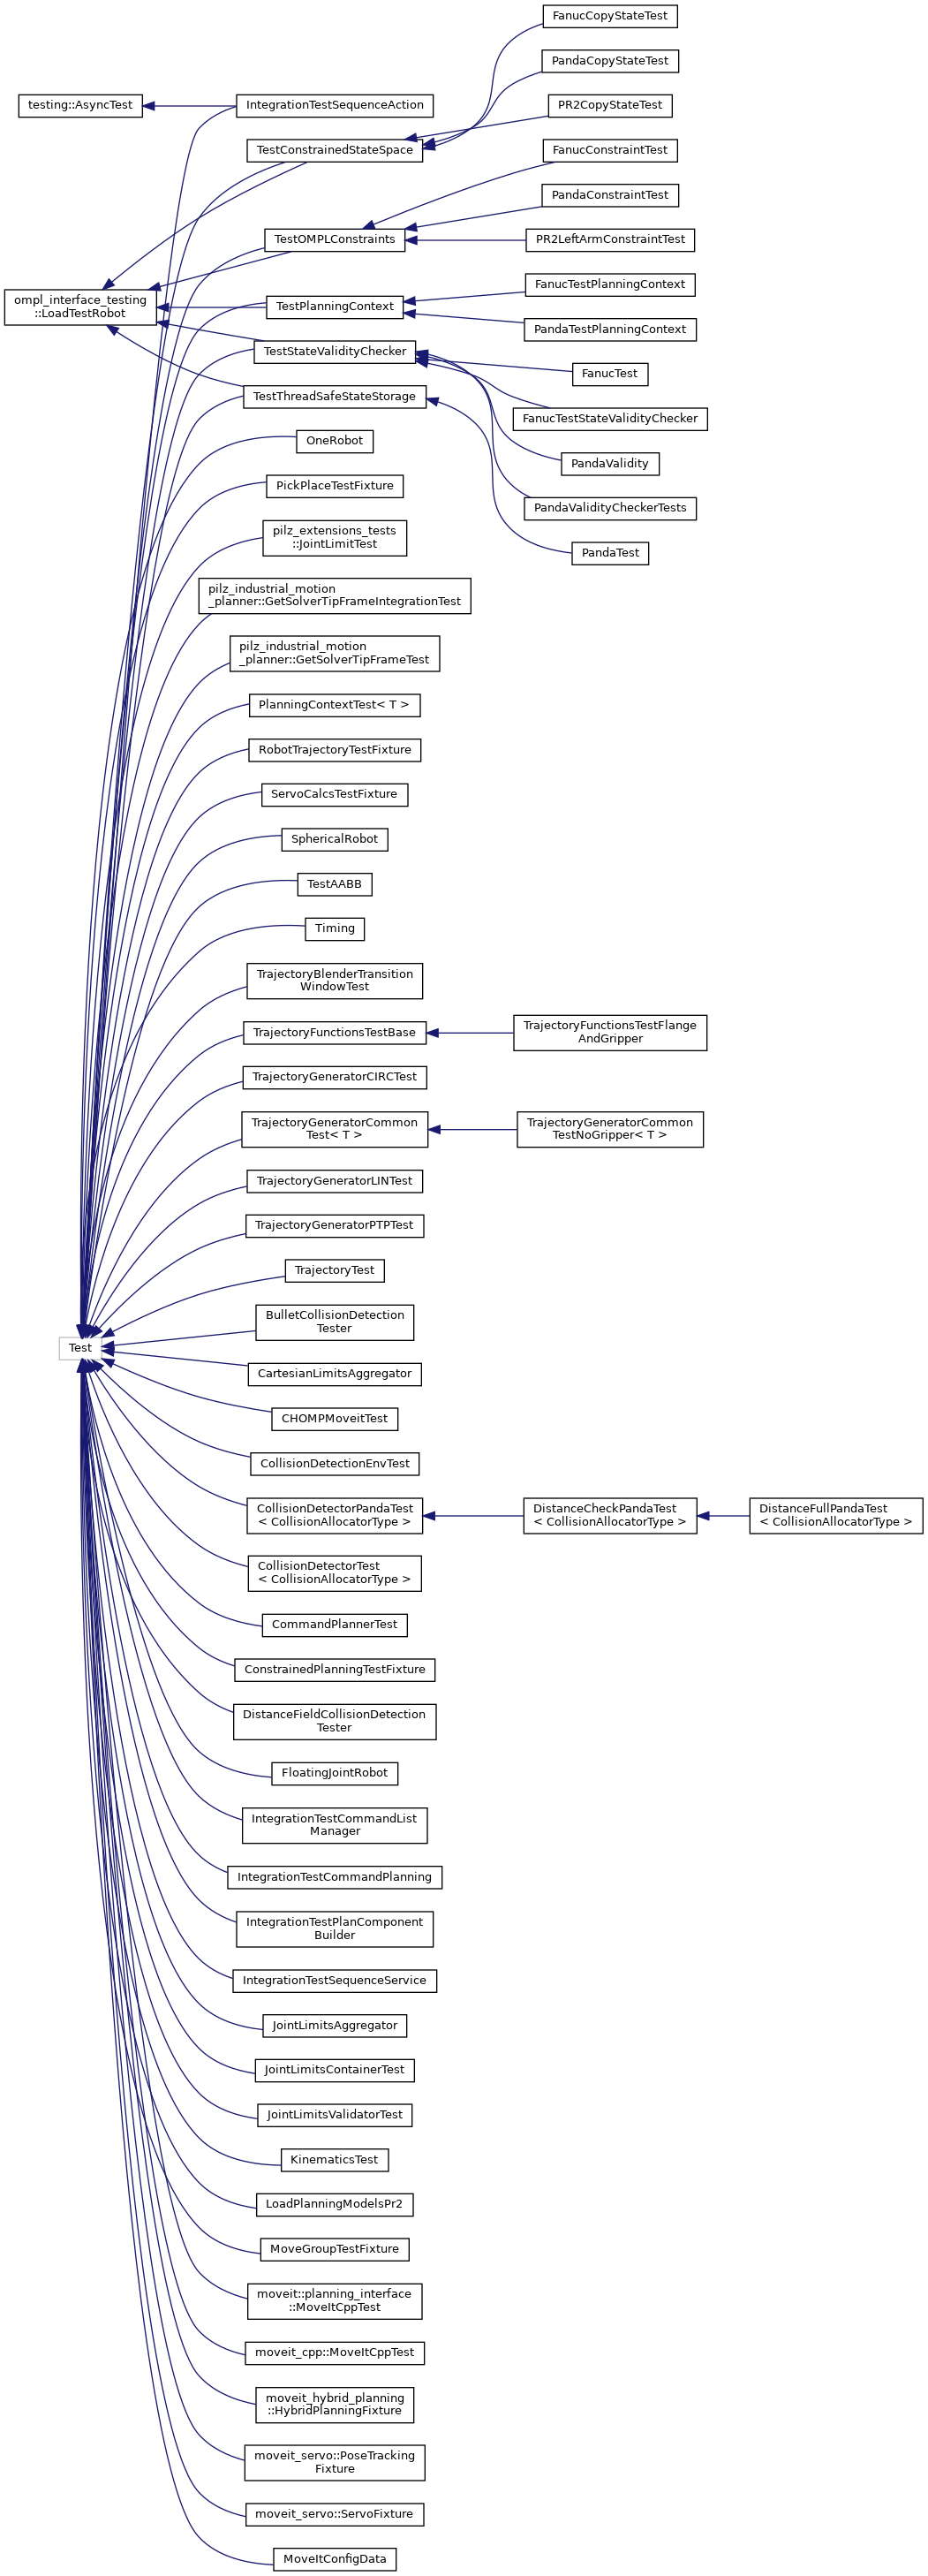 FanucCopyStateTest
PandaCopyStateTest
testing::AsyncTest
IntegrationTestSequenceAction
PR2CopyStateTest
TestConstrainedStateSpace
FanucConstraintTest
PandaConstraintTest
TestOMPLConstraints
PR2LeftArmConstraintTest
ompl_interface_testing
::LoadTestRobot
TestPlanningContext
FanucTestPlanningContext
PandaTestPlanningContext
TestStateValidityChecker
FanucTest
TestThreadSafeStateStorage
FanucTestStateValidityChecker
OneRobot
PandaValidity
PickPlaceTestFixture
PandaValidityCheckerTests
pilz_extensions_tests
::JointLimitTest
PandaTest
pilz_industrial_motion
_planner::GetSolverTipFrameIntegrationTest
pilz_industrial_motion
_planner::GetSolverTipFrameTest
PlanningContextTest< T >
RobotTrajectoryTestFixture
ServoCalcsTestFixture
SphericalRobot
TestAABB
Timing
TrajectoryBlenderTransition
WindowTest
TrajectoryFunctionsTestBase
TrajectoryFunctionsTestFlange
AndGripper
TrajectoryGeneratorCIRCTest
TrajectoryGeneratorCommon
Test< T >
TrajectoryGeneratorCommon
TestNoGripper< T >
TrajectoryGeneratorLINTest
TrajectoryGeneratorPTPTest
TrajectoryTest
BulletCollisionDetection
Tester
Test
CartesianLimitsAggregator
CHOMPMoveitTest
CollisionDetectionEnvTest
CollisionDetectorPandaTest
< CollisionAllocatorType >
DistanceCheckPandaTest
< CollisionAllocatorType >
DistanceFullPandaTest
< CollisionAllocatorType >
CollisionDetectorTest
< CollisionAllocatorType >
CommandPlannerTest
ConstrainedPlanningTestFixture
DistanceFieldCollisionDetection
Tester
FloatingJointRobot
IntegrationTestCommandList
Manager
IntegrationTestCommandPlanning
IntegrationTestPlanComponent
Builder
IntegrationTestSequenceService
JointLimitsAggregator
JointLimitsContainerTest
JointLimitsValidatorTest
KinematicsTest
LoadPlanningModelsPr2
MoveGroupTestFixture
moveit::planning_interface
::MoveItCppTest
moveit_cpp::MoveItCppTest
moveit_hybrid_planning
::HybridPlanningFixture
moveit_servo::PoseTracking
Fixture
moveit_servo::ServoFixture
MoveItConfigData